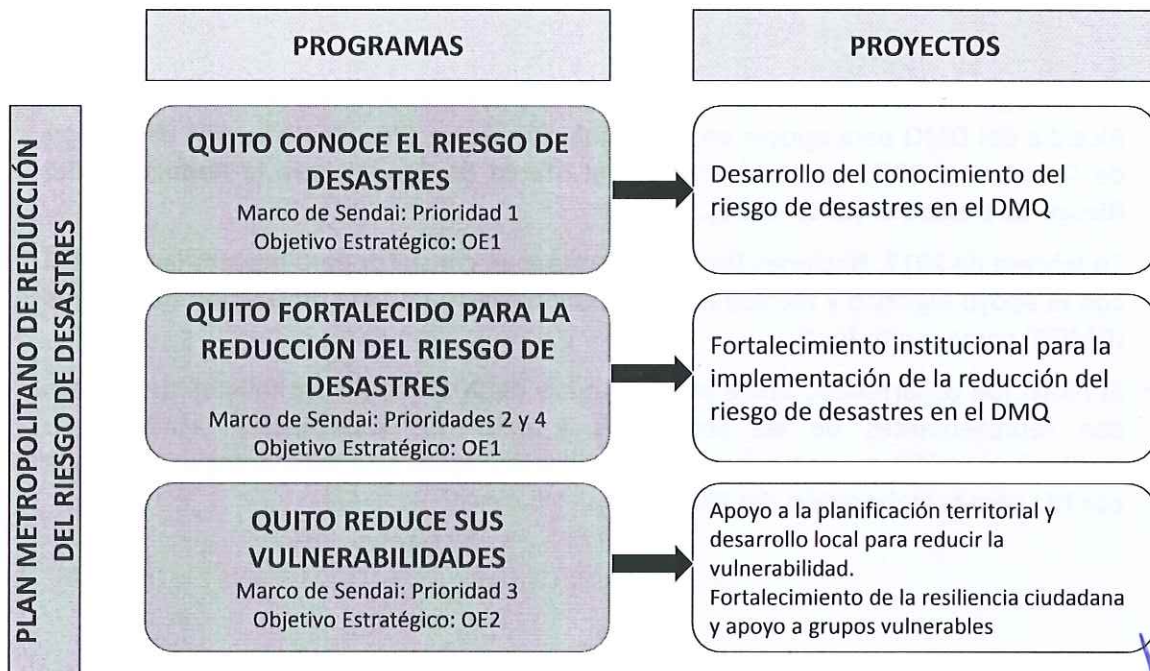 PROGRAMAS
PROYECTOS
PLAN METROPOLITANO DE REDUCCIÓN
DEL RIESGO DE DESASTRES
QUITO CONOCE EL RIESGO DE
DESASTRES
Marco de Sendai: Prioridad 1
Objetivo Estratégico: OE1
Desarrollo del conocimiento del
riesgo de desastres en el DMQ
QUITO FORTALECIDO PARA LA
REDUCCIÓN DEL RIESGO DE
DESASTRES
Marco de Sendai: Prioridades 2 y 4
Objetivo Estratégico: OE1
Fortalecimiento institucional para la
implementación de la reducción del
riesgo de desastres en el DMQ
QUITO REDUCE SUS
VULNERABILIDADES
Marco de Sendai: Prioridad 3
Objetivo Estratégico: OE2
Apoyo a la planificación territorial y
desarrollo local para reducir la
vulnerabilidad.
Fortalecimiento de la resiliencia ciudadana
y apoyo a grupos vulnerables